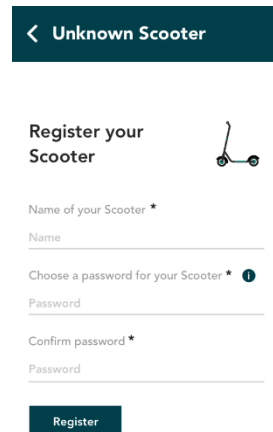 Unknown Scooter
Register your
Scooter
Name of your Scooter *
Name
Choose a password for your Scooter * i
Password
Confirm password *
Password
Register